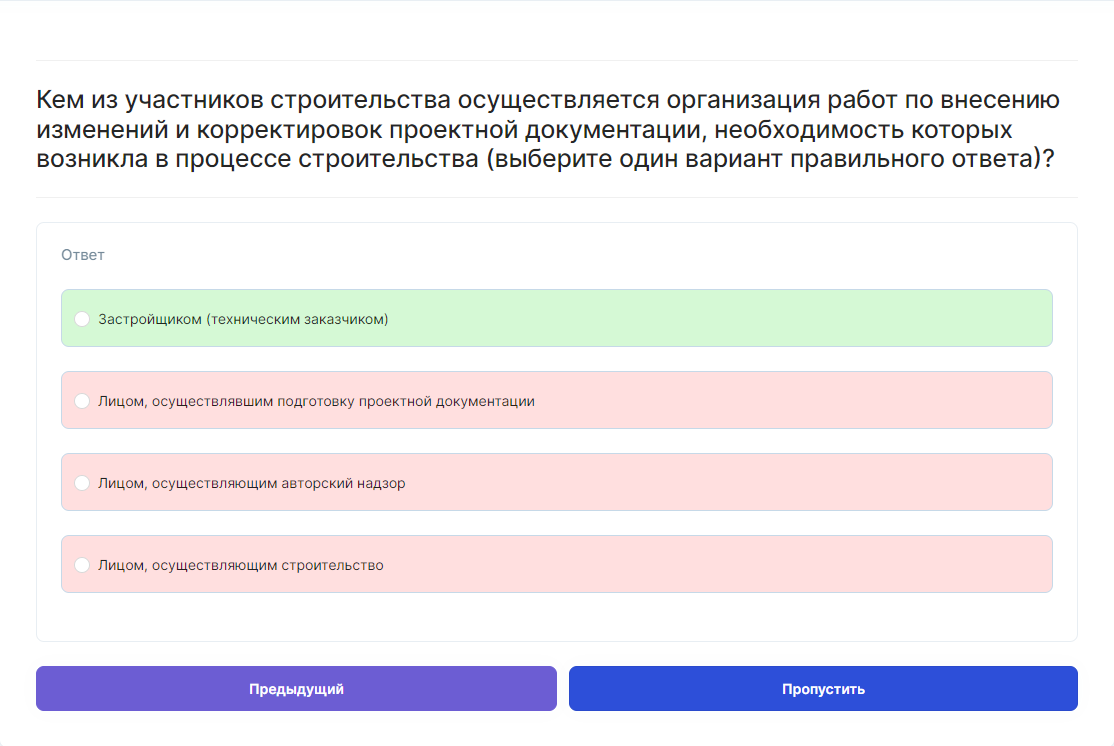 Кем из участников строительства осуществляется организация работ по внесению
изменений и корректировок проектной документации, необходимость которых
возникла в процессе строительства (выберите один вариант правильного ответа)?
Ответ
Застройщиком (техническим заказчиком)
Лицом, осуществлявшим подготовку проектной документации
Лицом, осуществляющим авторский надзор
Лицом, осуществляющим строительство
Предыдущий
Пропустить